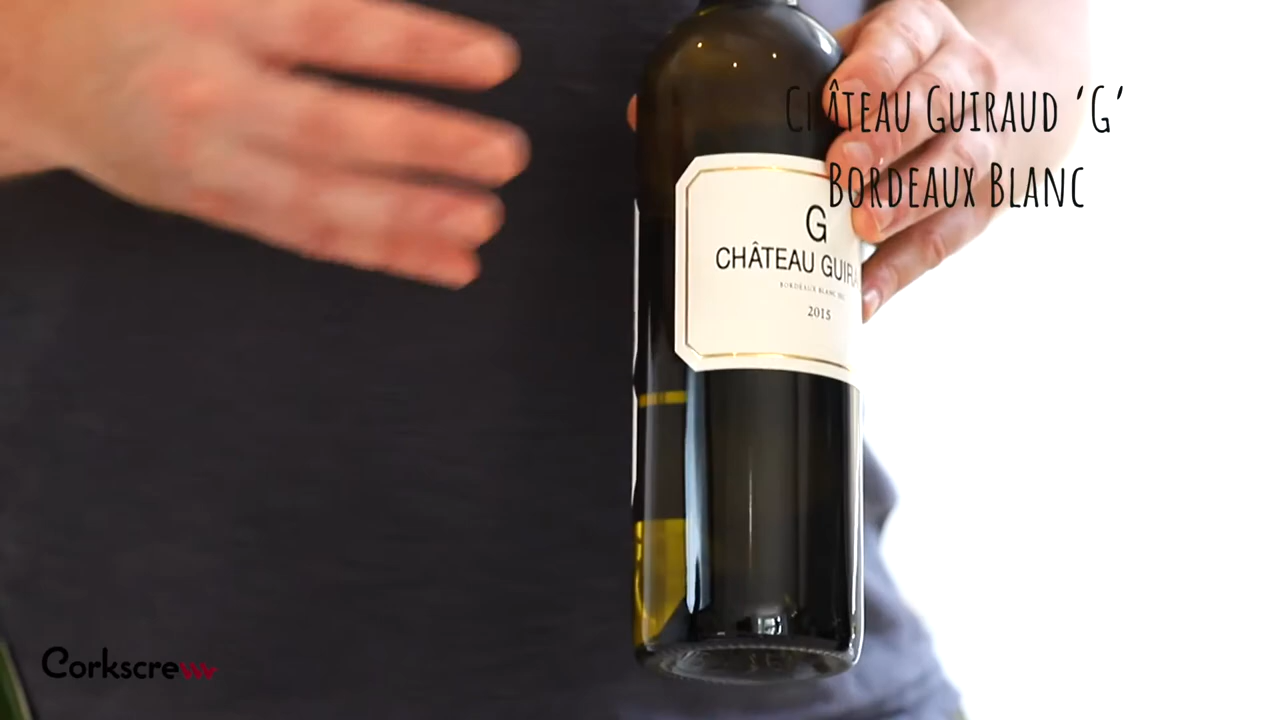 Château Guiraud ‘G’
Bordeaux Blanc
G
CHÂTEAU GUIRA
BORDEAUX BLANC SEC
2015
Corkscrew